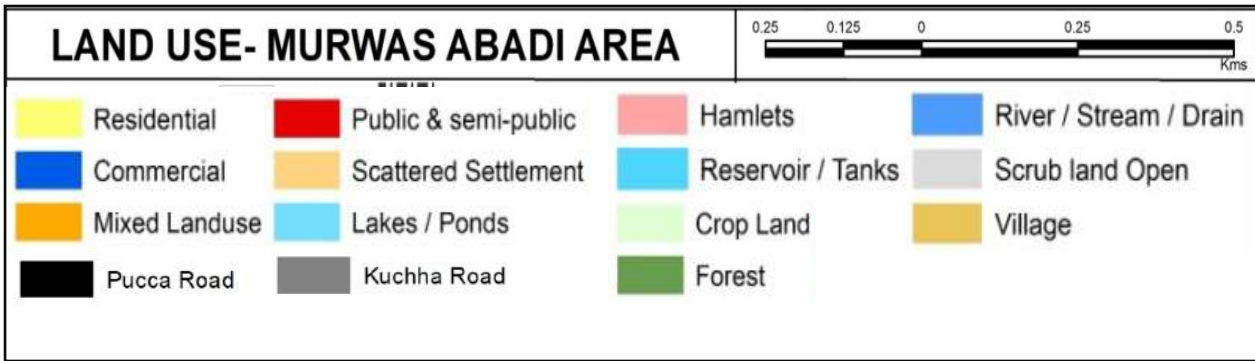 LAND USE- MURWAS ABADI AREA
0.25 0.125 0 0.25 0.5
Kms
Residential Public & semi-public Hamlets River / Stream / Drain
Commercial Scattered Settlement Reservoir / Tanks Scrub land Open
Mixed Landuse Lakes / Ponds Crop Land Village
Pucca Road Kuchha Road Forest